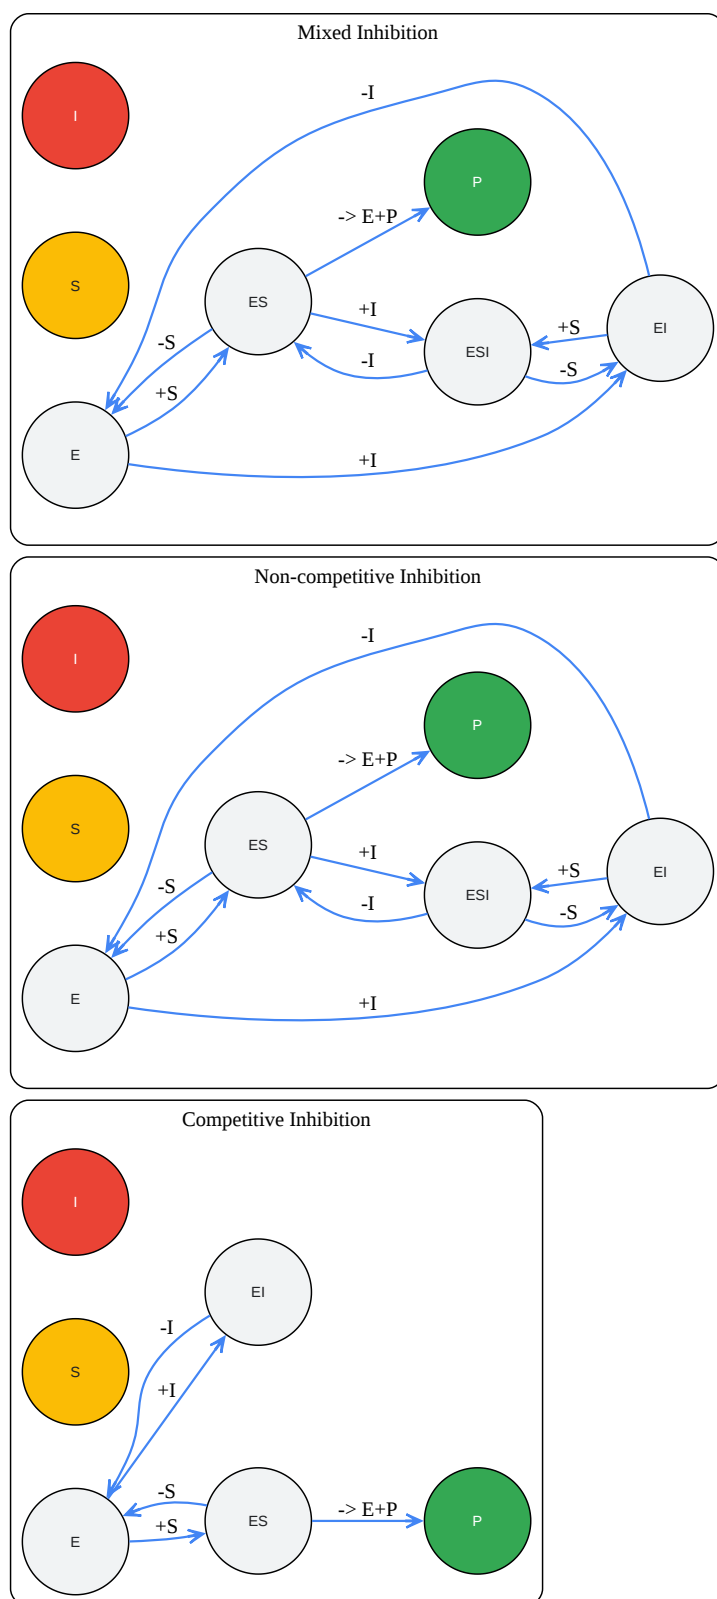 Mixed Inhibition
-I
I
P
-> E+P
S
ES
+I
EI
+S
-S
ESI
-I
-S
+S
E
+I
Non-competitive Inhibition
-I
I
P
-> E+P
S
ES
+I
EI
+S
-S
ESI
-I
-S
+S
E
+I
Competitive Inhibition
I
EI
-I
S
+I
-S
-> E+P
ES
P
+S
E